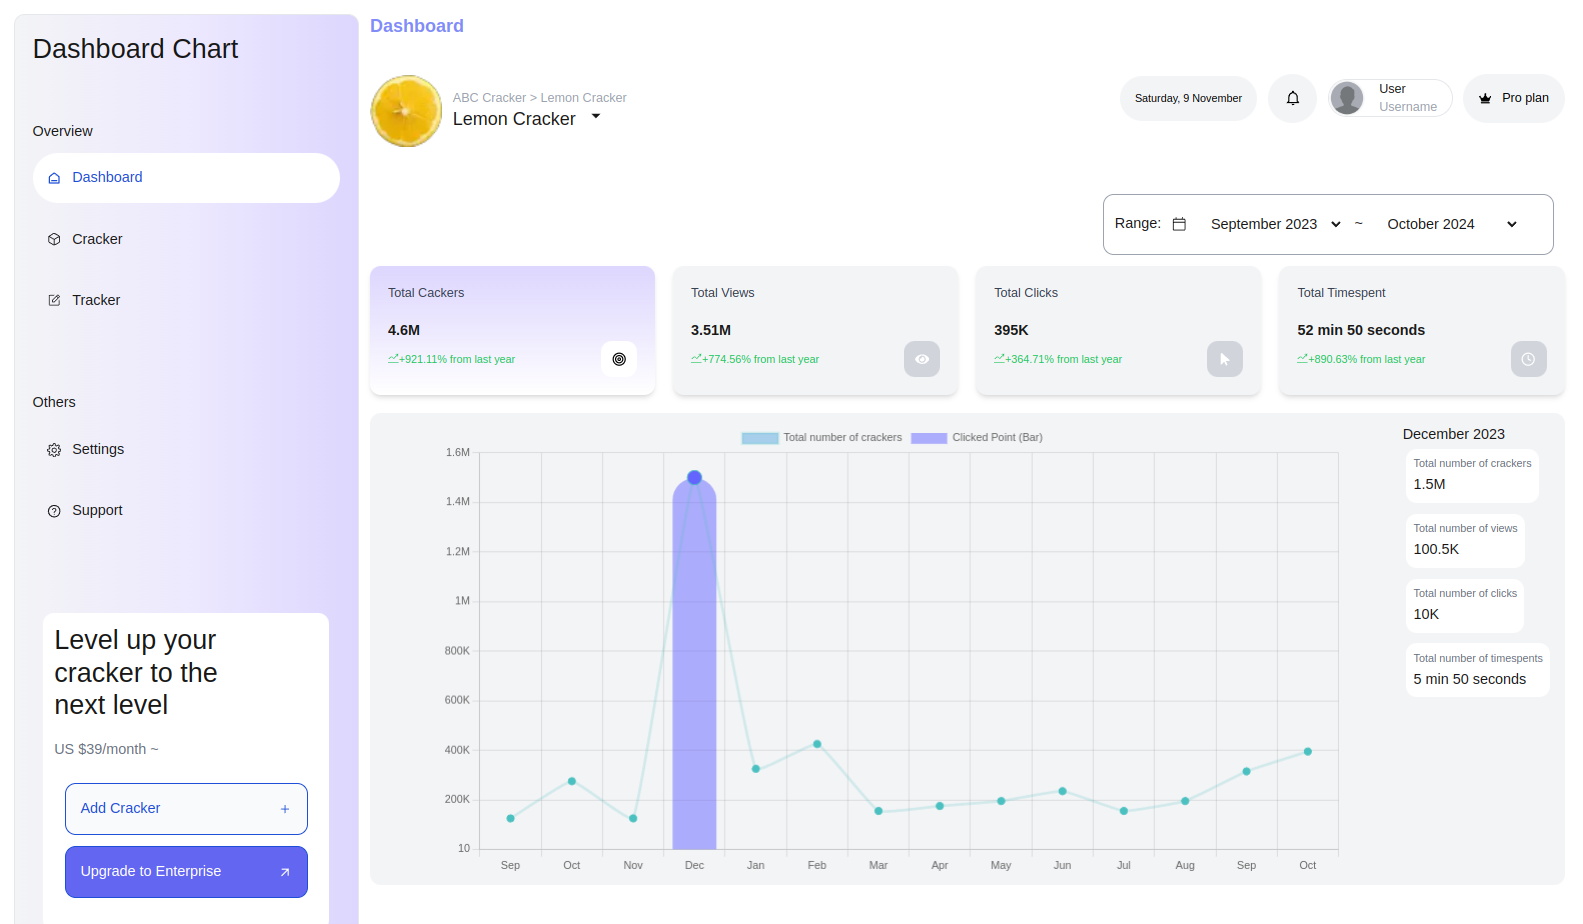 Dashboard Chart
Overview
Dashboard
Cracker
Tracker
Others
Settings
Support
Level up your
cracker to the
next level
US $39/month ~
Add Cracker +
Upgrade to Enterprise
Dashboard
ABC Cracker > Lemon Cracker
Lemon Cracker
Saturday, 9 November
User
Username
Pro plan
Range: September 2023 ~ October 2024
Total Cackers
4.6M
+921.11% from last year
Total Views
3.51M
+774.56% from last year
Total Clicks
395K
+364.71% from last year
Total Timespent
52 min 50 seconds
+890.63% from last year
Total number of crackers Clicked Point (Bar)
1.6M
1.4M
1.2M
1M
800K
600K
400K
200K
10
Sep Oct Nov Dec Jan Feb Mar Apr May Jun Jul Aug Sep Oct
December 2023
Total number of crackers
1.5M
Total number of views
100.5K
Total number of clicks
10K
Total number of timespents
5 min 50 seconds